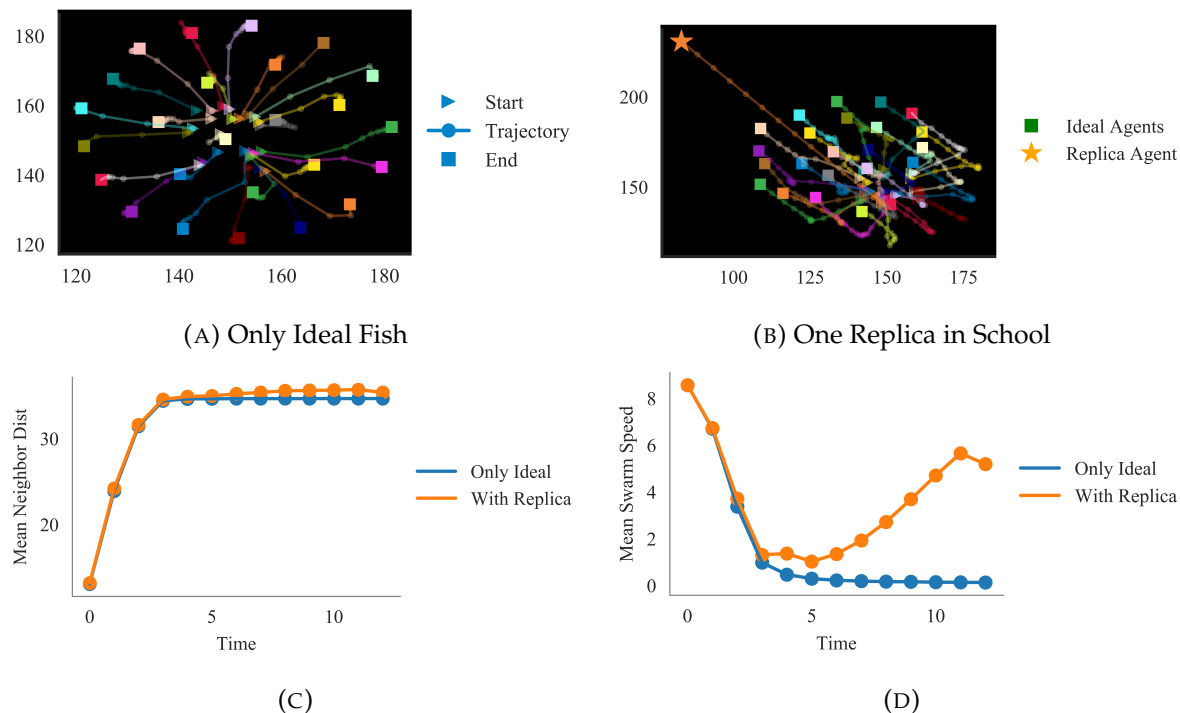 180
160
140
120
120
140
160
180
Start
Trajectory
End
(A) Only Ideal Fish
200
150
100
125
150
175
Ideal Agents
Replica Agent
(B) One Replica in School
Mean Neighbor Dist
30
20
0
5
10
Time
Only Ideal
With Replica
(C)
Mean Swarm Speed
8
6
4
2
0
0
5
10
Time
Only Ideal
With Replica
(D)